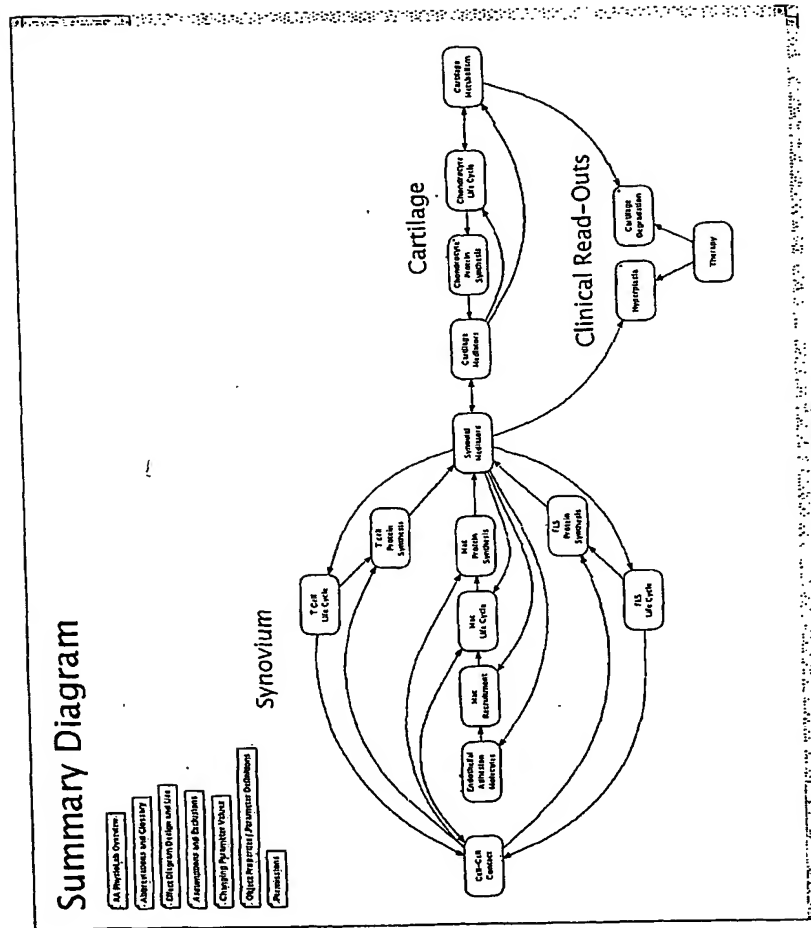 Summary Diagram
RA PhysioLab Overview
Abbreviations and Glossary
Effect Diagram Design and Use
Assumptions and Exclusions
Changing Parameter Values
Object Properties / Parameter Definitions
Permissions
Synovium
T Cell
Life Cycle
T Cell
Protein
Synthesis
Cell-Cell
Contact
Endothelial
Adhesion
Molecules
Mac
Recruitment
Mac
Life Cycle
Mac
Protein
Synthesis
Synovial
Mediators
FLS
Protein
Synthesis
FLS
Life Cycle
Cartilage
Cartilage
Mediators
Chondrocyte
Protein
Synthesis
Chondrocyte
Life Cycle
Cartilage
Metabolism
Clinical Read-Outs
Hyperplasia
Cartilage
Degradation
Therapy